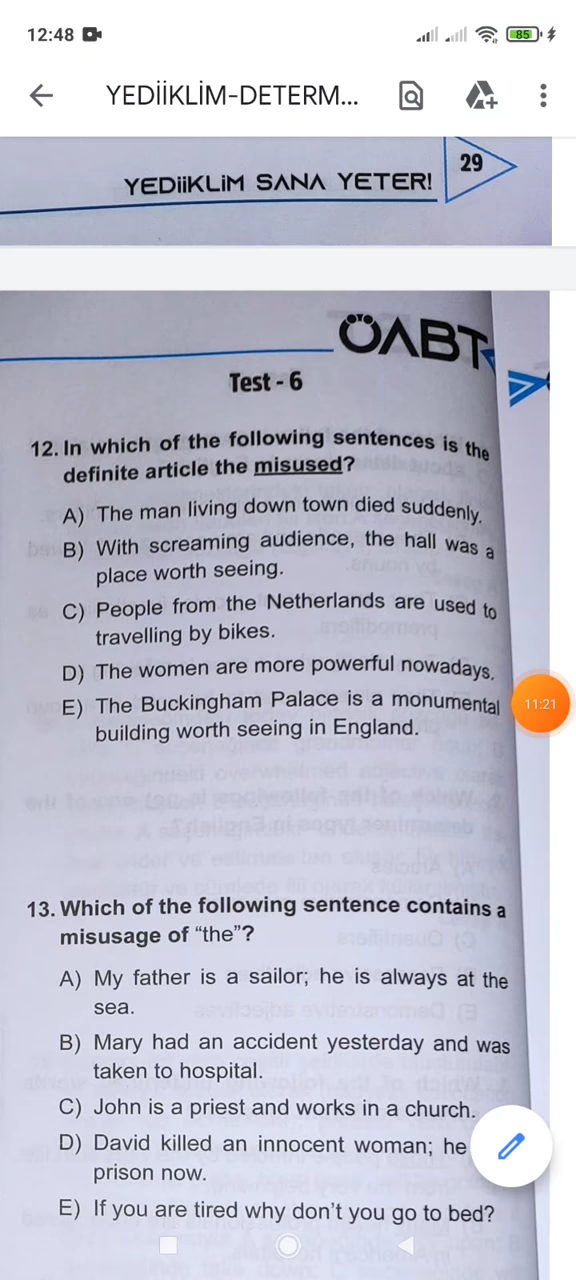 12:48
85
YEDİİKLİM-DETERM...
YEDiiKLiM SANA YETER!
29
ÖABT
Test - 6
12. In which of the following sentences is the
definite article the misused?
A) The man living down town died suddenly.
B) With screaming audience, the hall was a
place worth seeing.
C) People from the Netherlands are used to
travelling by bikes.
D) The women are more powerful nowadays.
E) The Buckingham Palace is a monumental
building worth seeing in England.
11:21
13. Which of the following sentence contains a
misusage of “the”?
A) My father is a sailor; he is always at the
sea.
B) Mary had an accident yesterday and was
taken to hospital.
C) John is a priest and works in a church.
D) David killed an innocent woman; he
prison now.
E) If you are tired why don’t you go to bed?